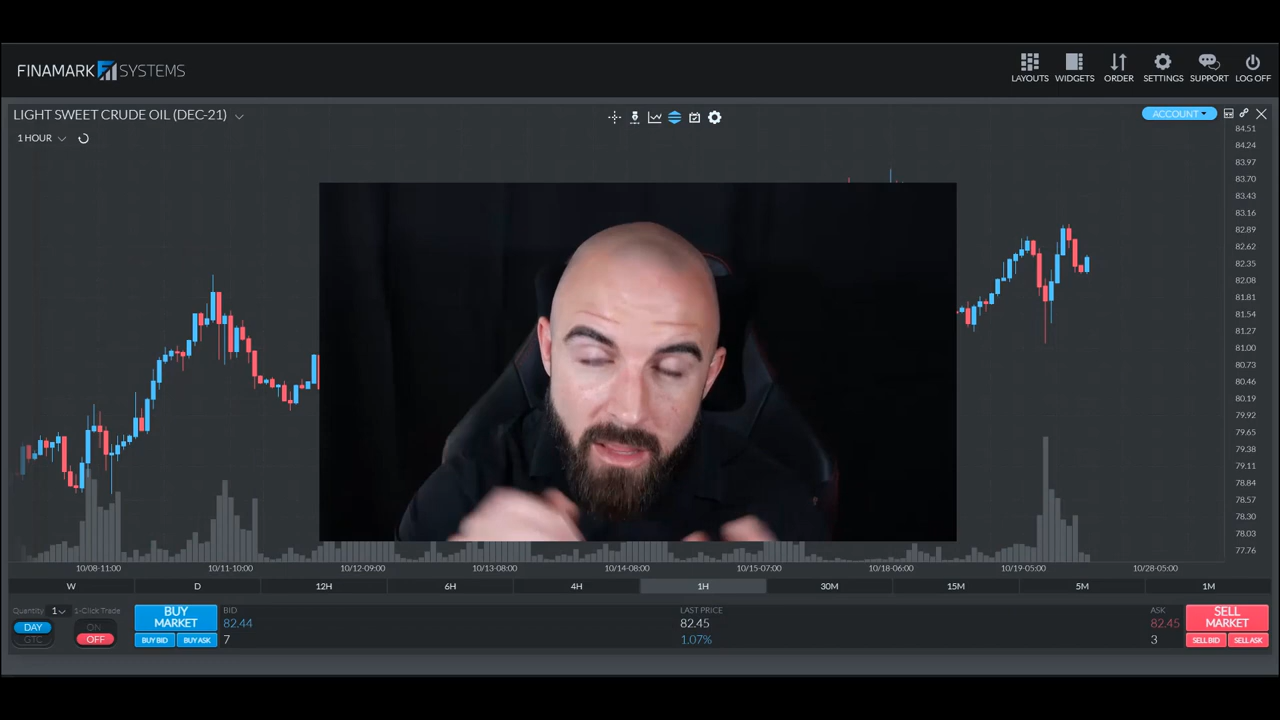 FINAMARK SYSTEMS
LAYOUTS WIDGETS ORDER SETTINGS SUPPORT LOG OFF
LIGHT SWEET CRUDE OIL (DEC-21)
ACCOUNT
1 HOUR
84.51
84.24
83.97
83.70
83.43
83.16
82.89
82.62
82.35
82.08
81.81
81.54
81.27
81.00
80.73
80.46
80.19
79.92
79.65
79.38
79.11
78.84
78.57
78.30
78.03
77.76
10/08-11:00 10/11-10:00 10/12-09:00 10/13-08:00 10/14-08:00 10/15-07:00 10/18-06:00 10/19-05:00 10/28-05:00
W D 12H 6H 4H 1H 30M 15M 5M 1M
Quantity 1 1-Click Trade BUY MARKET BID LAST PRICE ASK SELL MARKET
DAY ON 82.44 82.45 82.45
GTC OFF BUY BID BUY ASK 7 1.07% 3 SELL BID SELL ASK